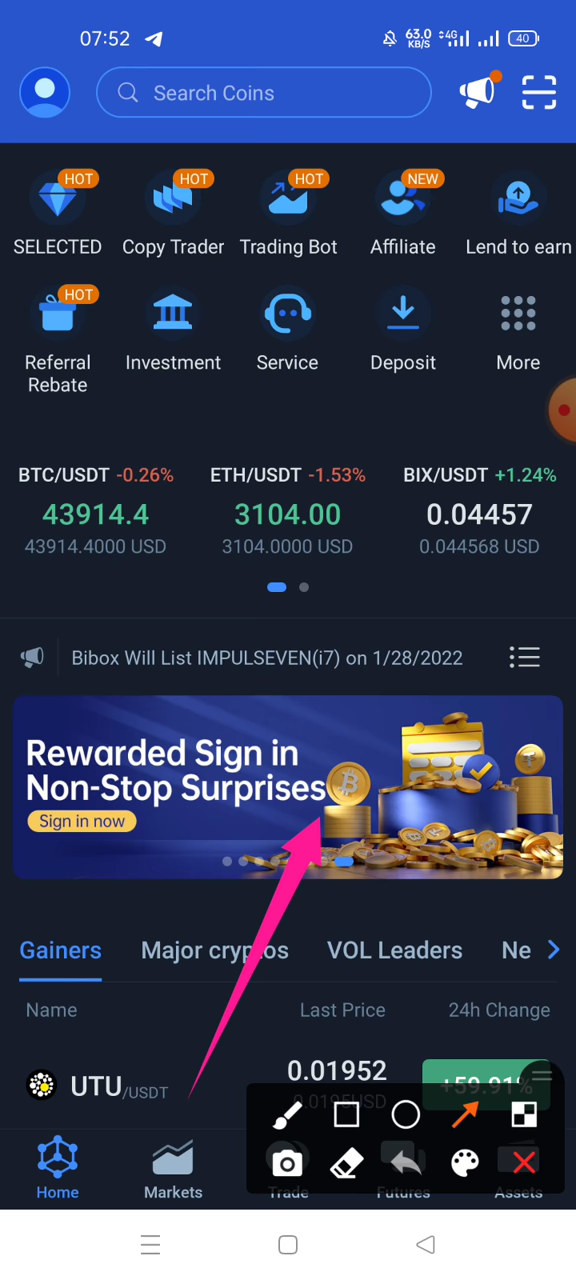 07:52
63.0 KB/S
4G
40
Search Coins
HOT
HOT
HOT
NEW
SELECTED
Copy Trader
Trading Bot
Affiliate
Lend to earn
HOT
Referral
Rebate
Investment
Service
Deposit
More
BTC/USDT -0.26%
ETH/USDT -1.53%
BIX/USDT +1.24%
43914.4
3104.00
0.04457
43914.4000 USD
3104.0000 USD
0.044568 USD
Bibox Will List IMPULSEVEN(i7) on 1/28/2022
Rewarded Sign in
Non-Stop Surprises
Sign in now
Gainers
Major cryptos
VOL Leaders
Ne
Name
Last Price
24h Change
UTU/USDT
0.01952
+59.91%
0.0195USD
Home
Markets
Trade
Futures
Assets